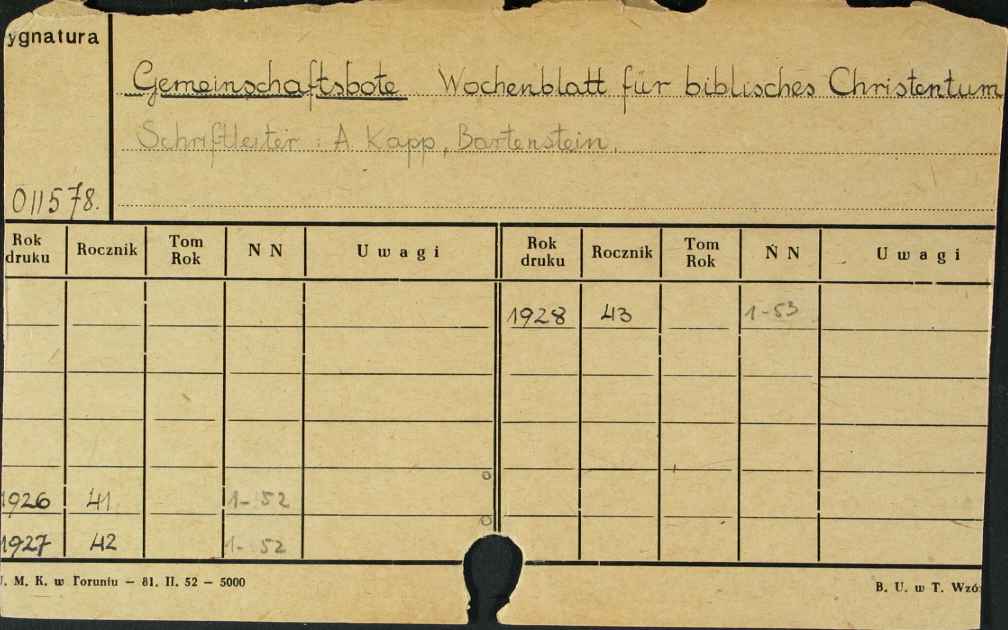 ygnatura
Gemeinschaftsbote. Wochenblatt für biblisches Christentum
Schriftleiter: A Kapp, Bartenstein.
011578.
Rok druku Rocznik Tom Rok N N Uwagi Rok druku Rocznik Tom Rok N N Uwagi
1928 43 1-53
1926 41 1-52
1927 42 1-52
U. M. K. w Toruniu – 81. II. 52 – 5000
B. U. w T. Wzó